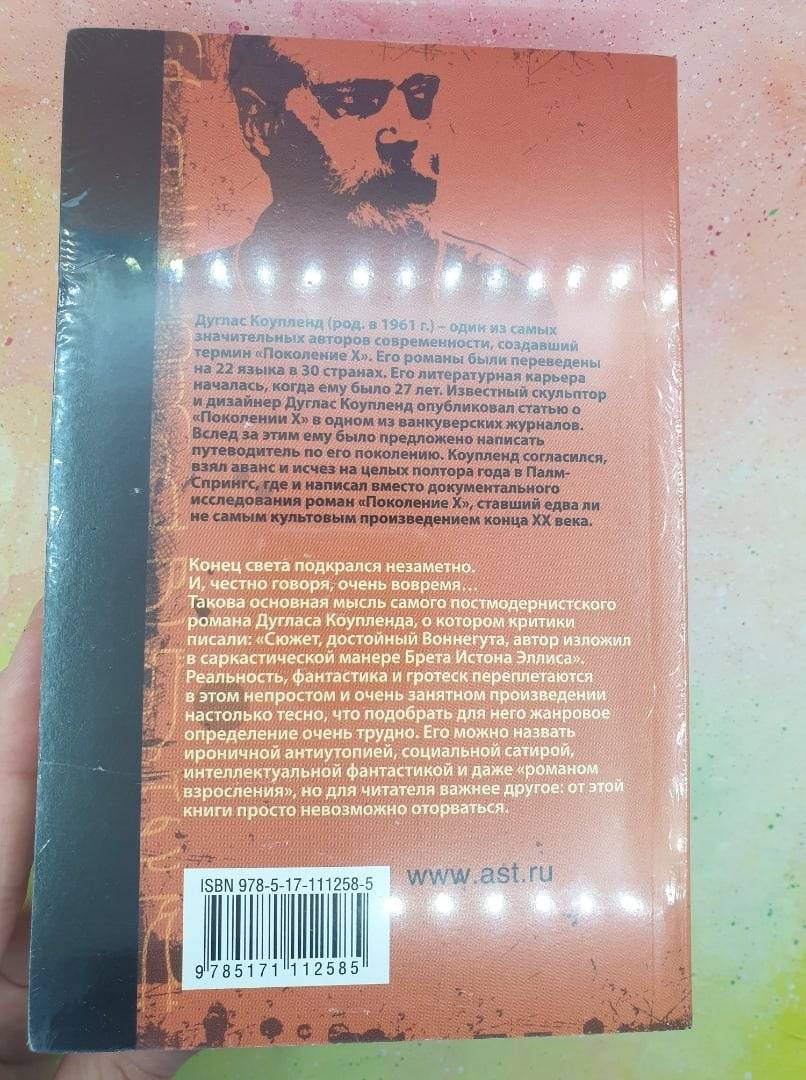 Дуглас Коупленд (род. в 1961 г.) – один из самых
значительных авторов современности, создавший
термин «Поколение X». Его романы были переведены
на 22 языка в 30 странах. Его литературная карьера
началась, когда ему было 27 лет. Известный скульптор
и дизайнер Дуглас Коупленд опубликовал статью о
«Поколении X» в одном из ванкуверских журналов.
Вслед за этим ему было предложено написать
путеводитель по его поколению. Коупленд согласился,
взял аванс и исчез на целых полтора года в Палм-
Спрингс, где и написал вместо документального
исследования роман «Поколение X», ставший едва ли
не самым культовым произведением конца XX века.
Конец света подкрался незаметно.
И, честно говоря, очень вовремя...
Такова основная мысль самого постмодернистского
романа Дугласа Коупленда, о котором критики
писали: «Сюжет, достойный Воннегута, автор изложил
в саркастической манере Брета Истона Эллиса».
Реальность, фантастика и гротеск переплетаются
в этом непростом и очень занятном произведении
настолько тесно, что подобрать для него жанровое
определение очень трудно. Его можно назвать
ироничной антиутопией, социальной сатирой,
интеллектуальной фантастикой и даже «романом
взросления», но для читателя важнее другое: от этой
книги просто невозможно оторваться.
www.ast.ru
ISBN 978-5-17-111258-5
9 785171 112585